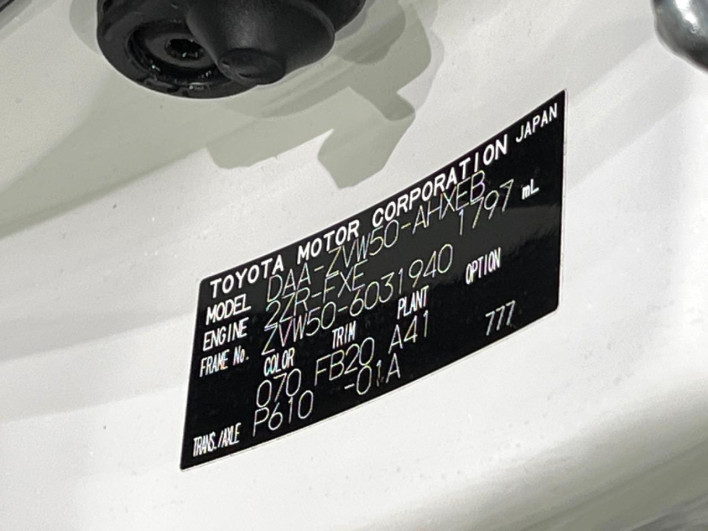 TOYOTA MOTOR CORPORATION JAPAN
MODEL DAA-ZVW50-AHXEB
ENGINE 2ZR-FXE 1797 mL
FRAME No. ZVW50-6031940
COLOR TRIM PLANT OPTION
070 FB20 A41 777
TRANS./AXLE P610 -01A